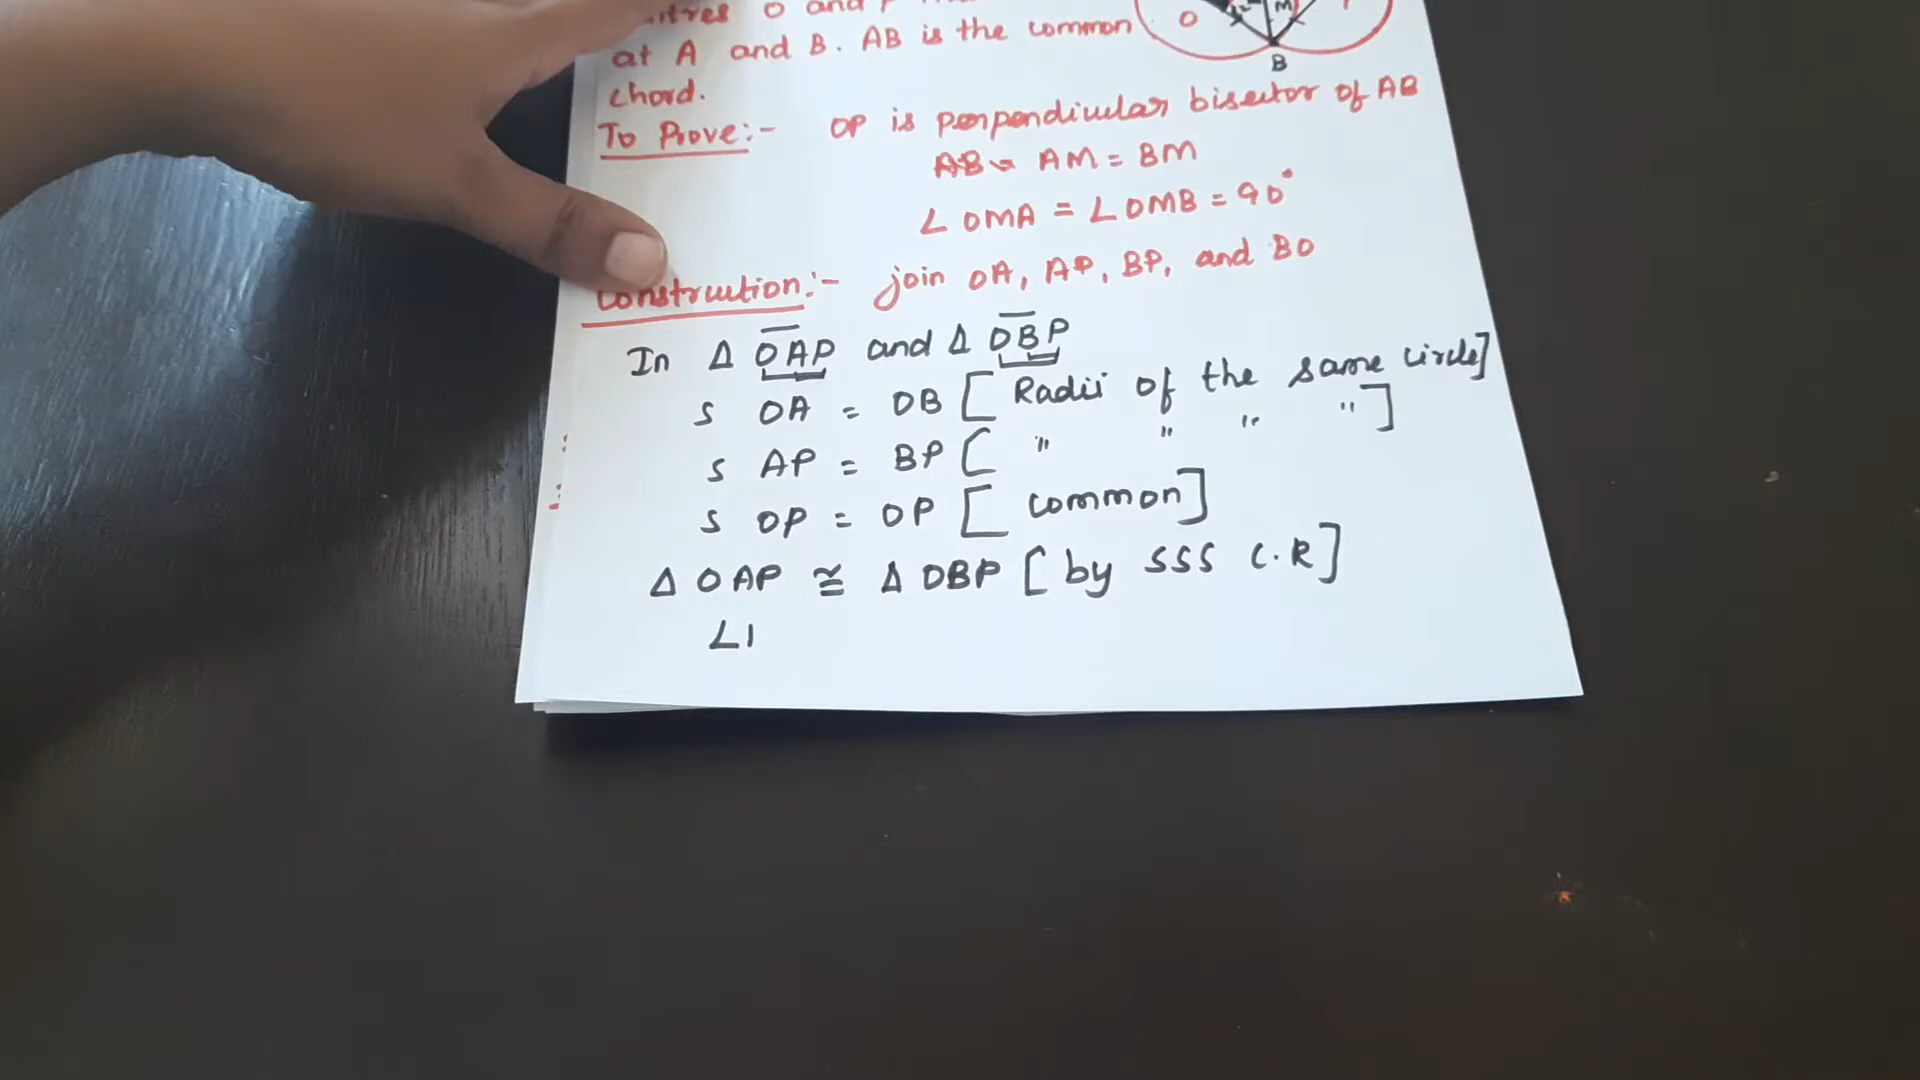 O and P
at A and B. AB is the common
chord.
To Prove:- OP is perpendicular bisector of AB
AM = BM
∠ OMA = ∠ OMB = 90°
Construction:- join OA, AP, BP, and BO
In Δ OAP and Δ OBP
S OA = OB [Radii of the same circle]
S AP = BP [ " " " " ]
S OP = OP [common]
Δ OAP ≅ Δ OBP [by SSS C.R]
∠1
O
M
B